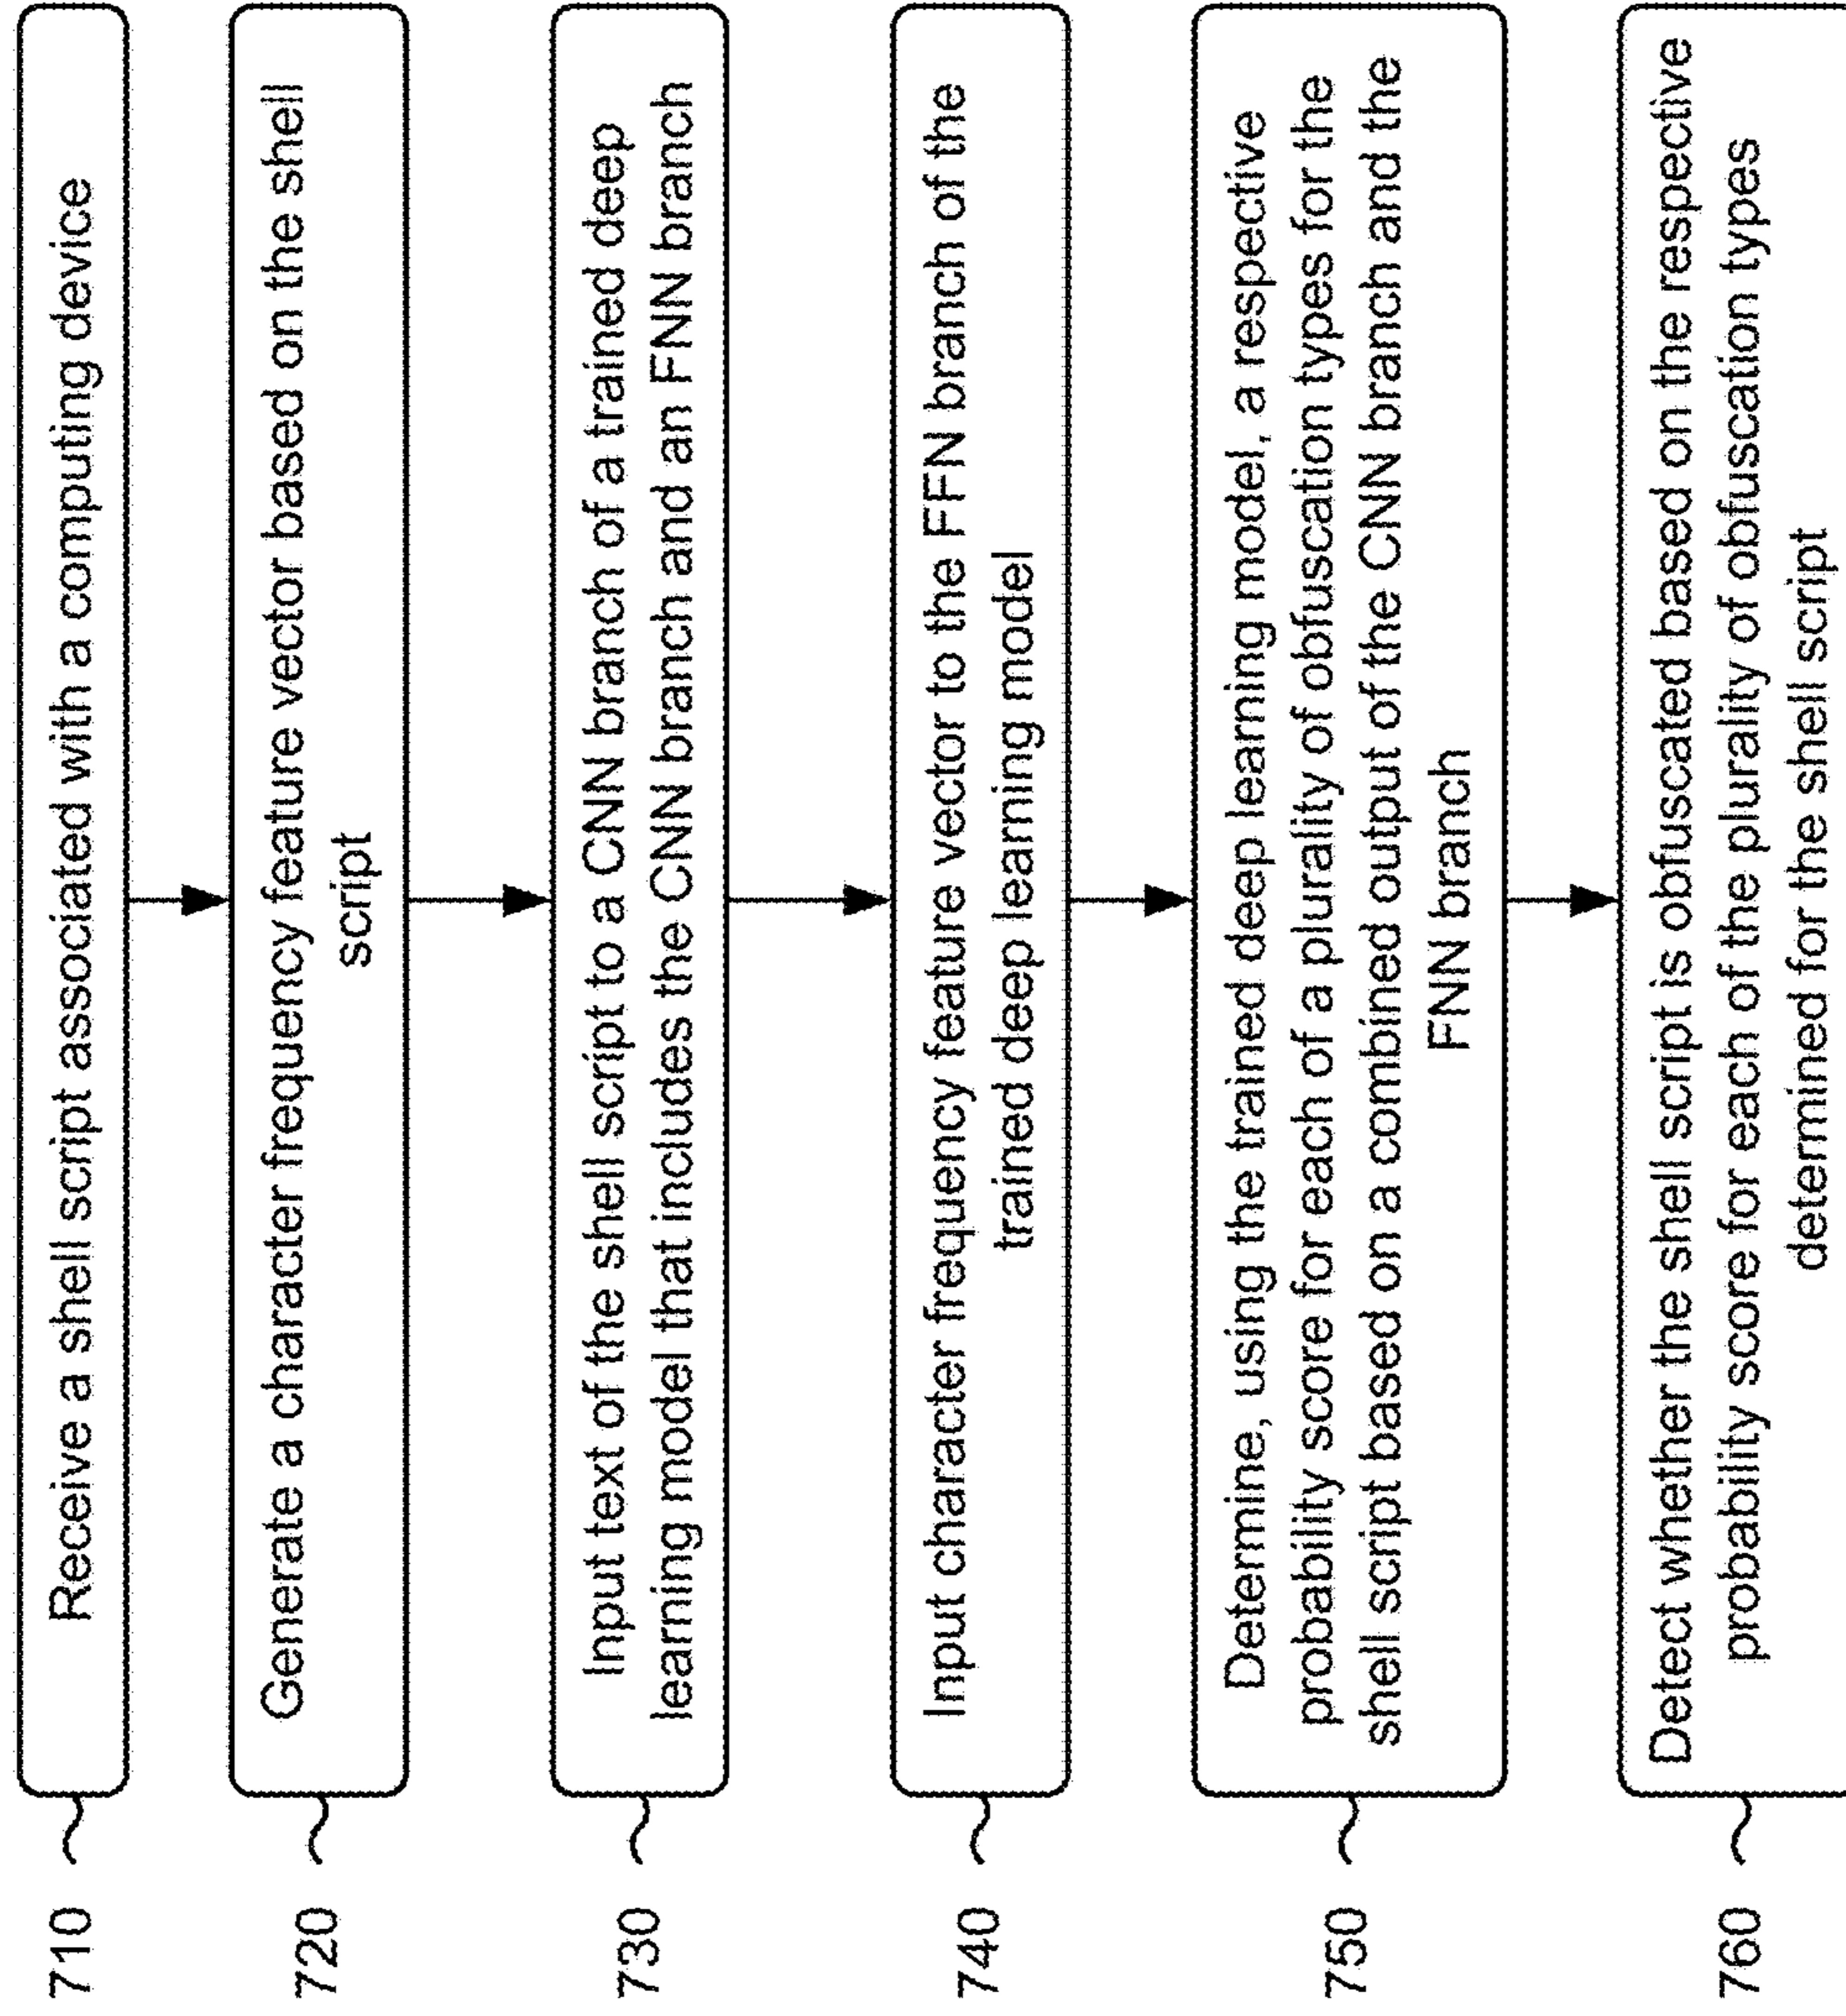 710
Receive a shell script associated with a computing device
720
Generate a character frequency feature vector based on the shell
script
730
Input text of the shell script to a CNN branch of a trained deep
learning model that includes the CNN branch and an FNN branch
740
Input character frequency feature vector to the FFN branch of the
trained deep learning model
750
Determine, using the trained deep learning model, a respective
probability score for each of a plurality of obfuscation types for the
shell script based on a combined output of the CNN branch and the
FNN branch
760
Detect whether the shell script is obfuscated based on the respective
probability score for each of the plurality of obfuscation types
determined for the shell script